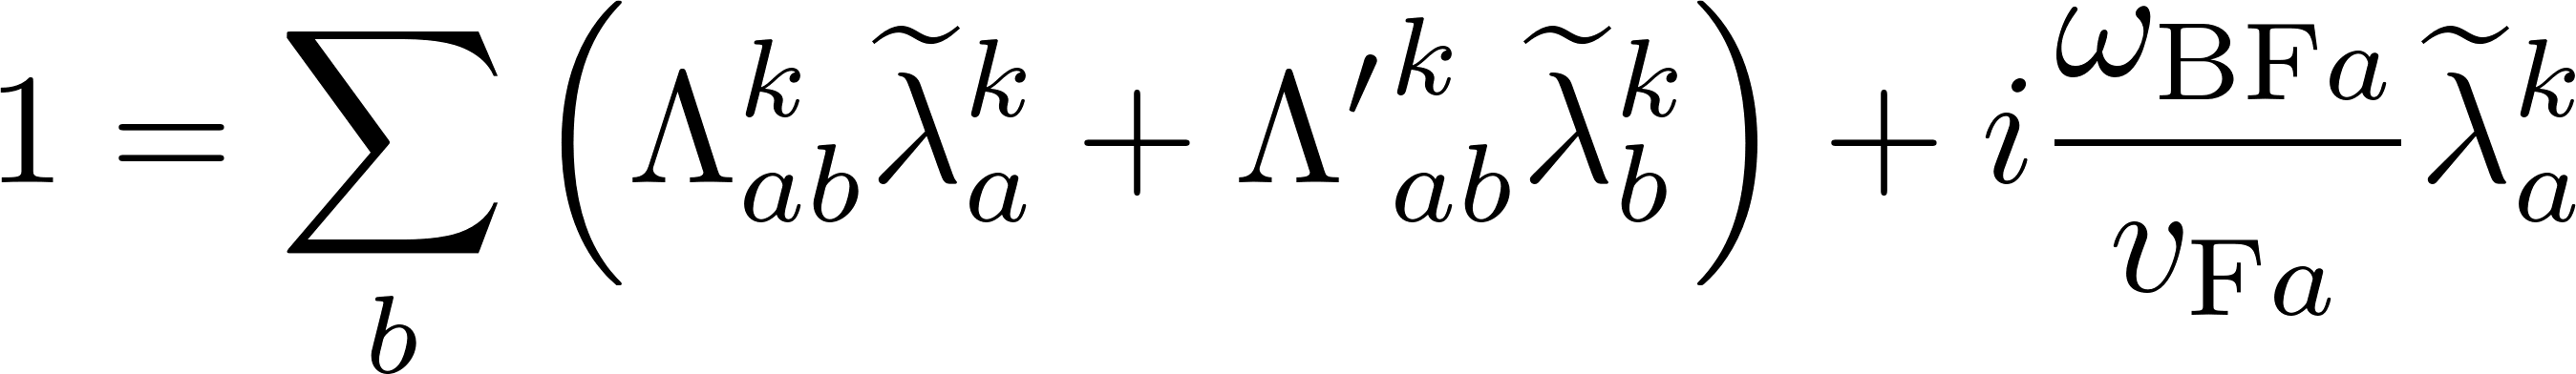 $1 = \sum_{b} \left( \Lambda_{ab}^{k} \widetilde{\lambda}_{a}^{k} + {\Lambda'}_{ab}^{k} \widetilde{\lambda}_{b}^{k} \right) + i \frac{\omega_{\mathrm{BF}a}}{v_{\mathrm{F}a}} \widetilde{\lambda}_{a}^{k}$